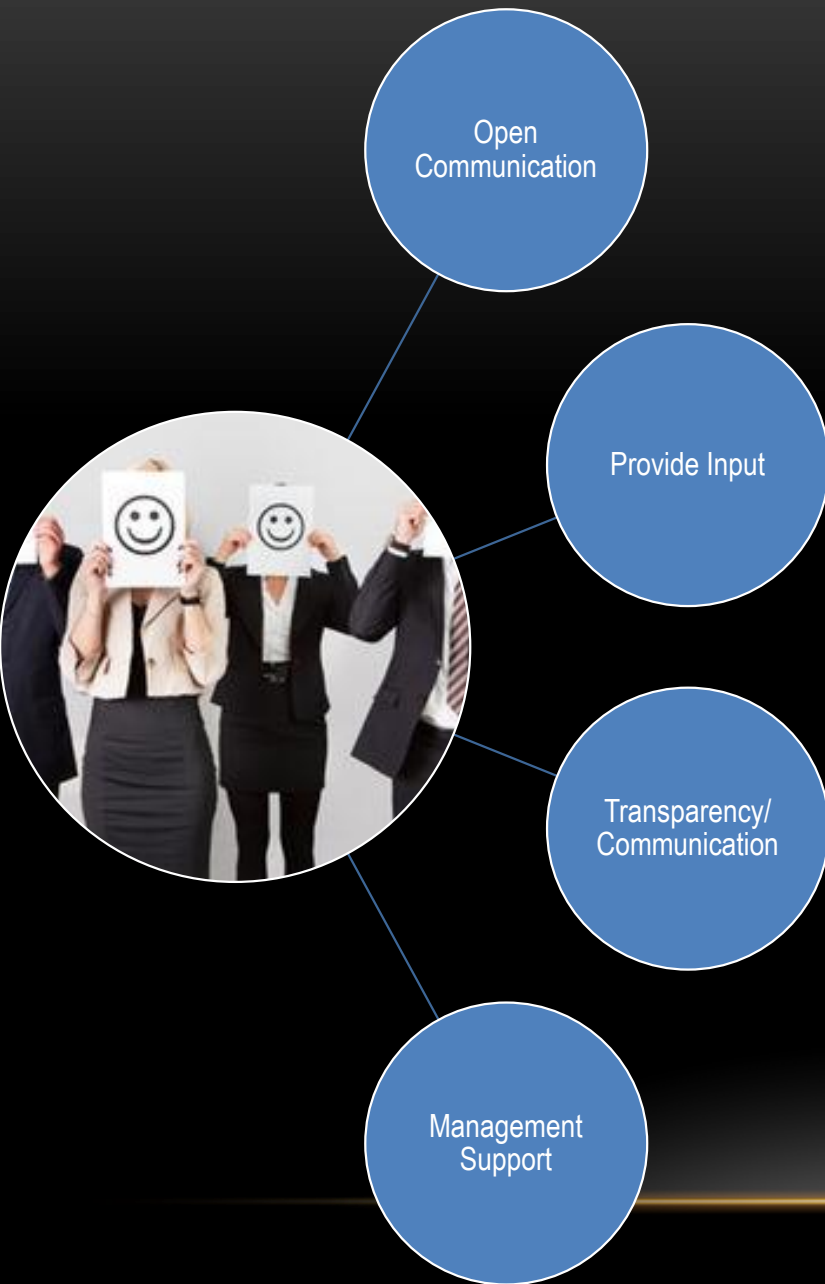 Open
Communication
Provide Input
Transparency/
Communication
Management
Support